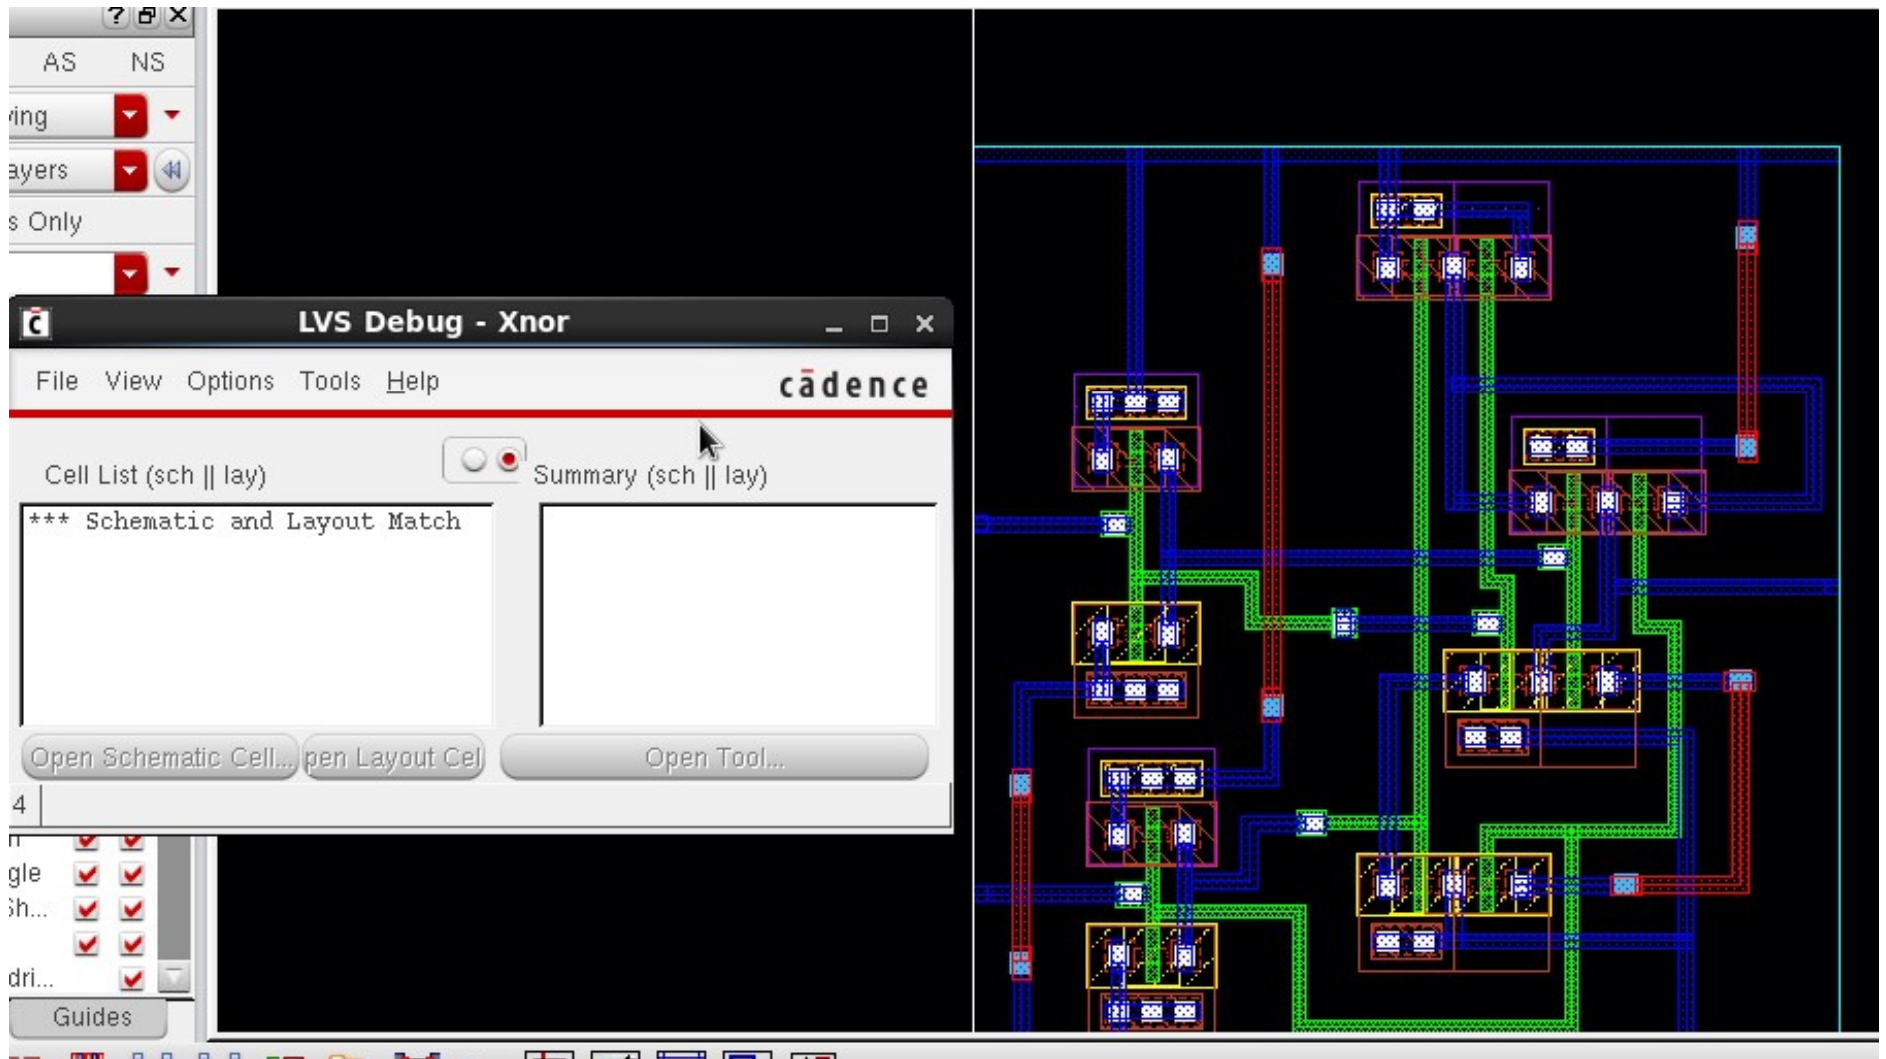 AS NS
ying
ayers
s Only
LVS Debug - Xnor
File View Options Tools Help
cādence
Cell List (sch || lay)
Summary (sch || lay)
*** Schematic and Layout Match
Open Schematic Cell... pen Layout Cel Open Tool...
4
gle
Sh...
dri...
Guides